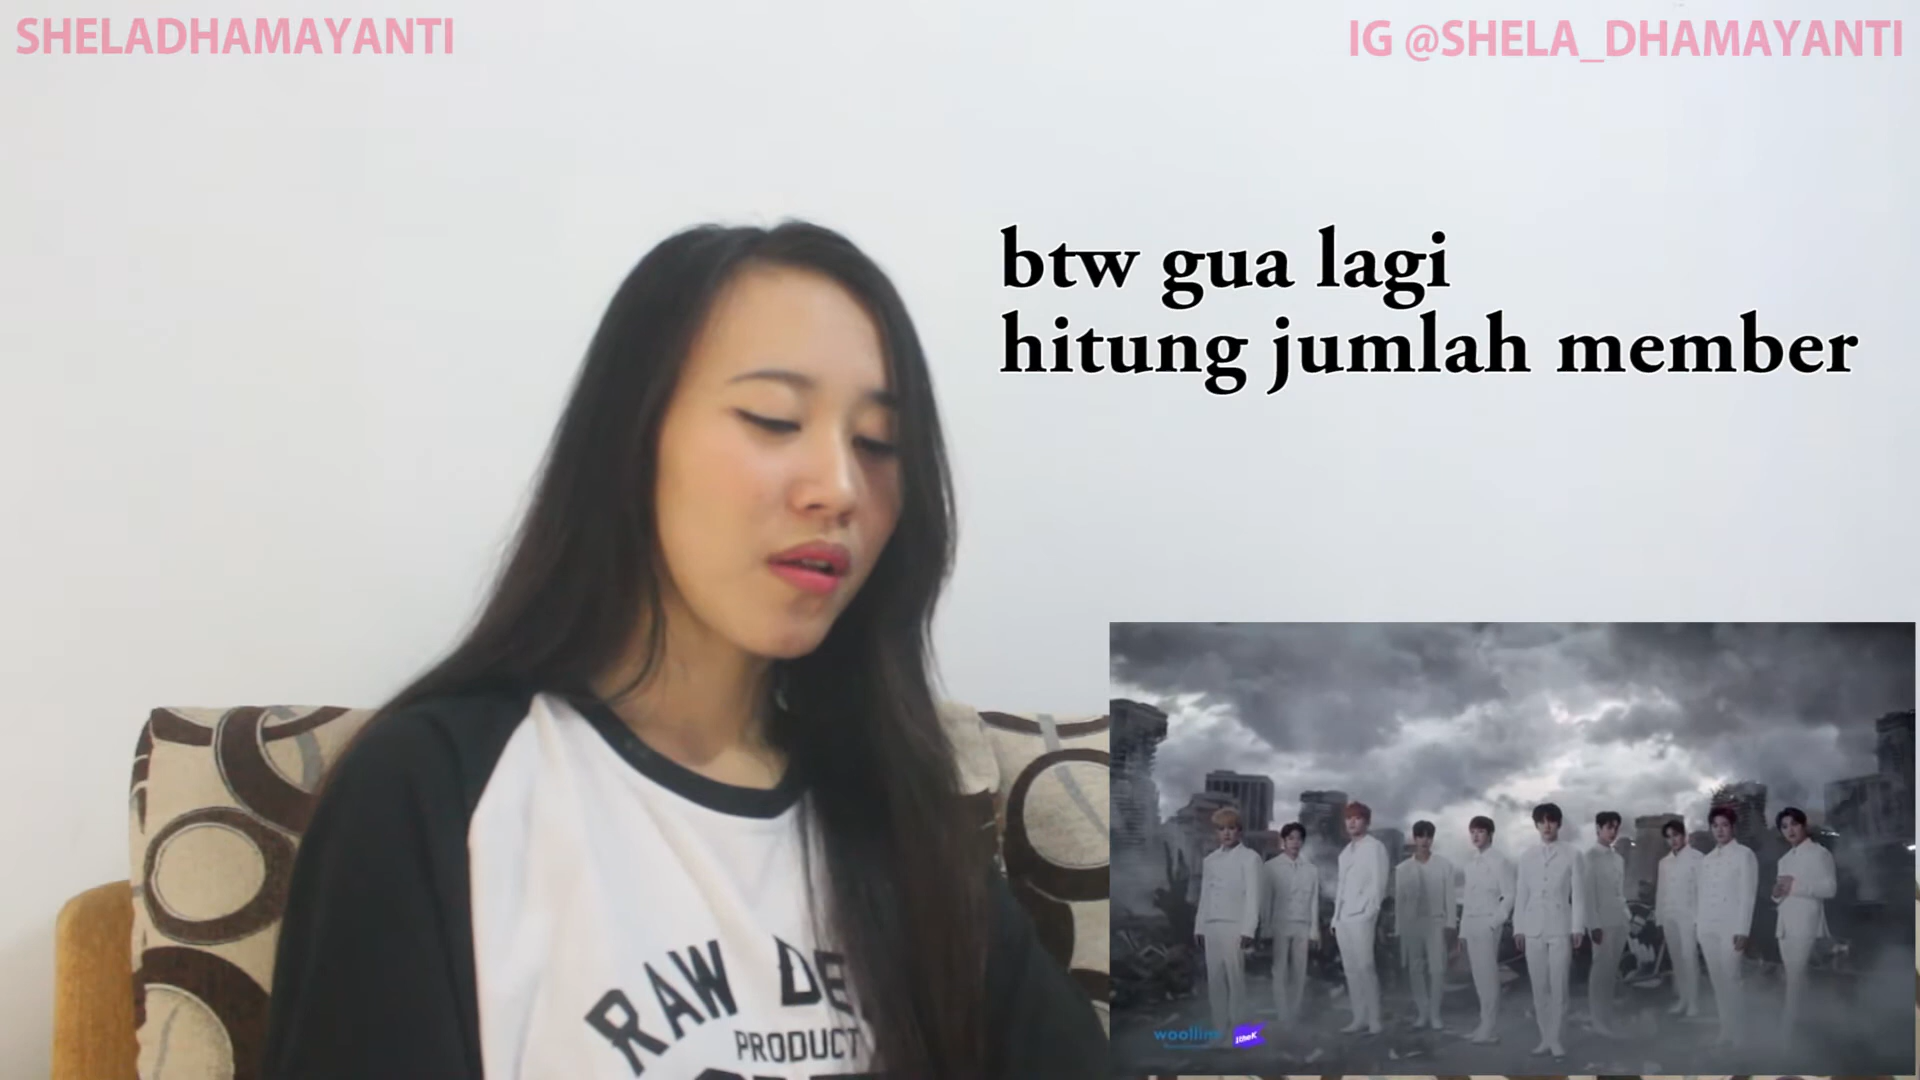 SHELADHAMAYANTI
IG @SHELA_DHAMAYANTI
btw gua lagi
hitung jumlah member
RAW DE
PRODUCT
woollim
1theK